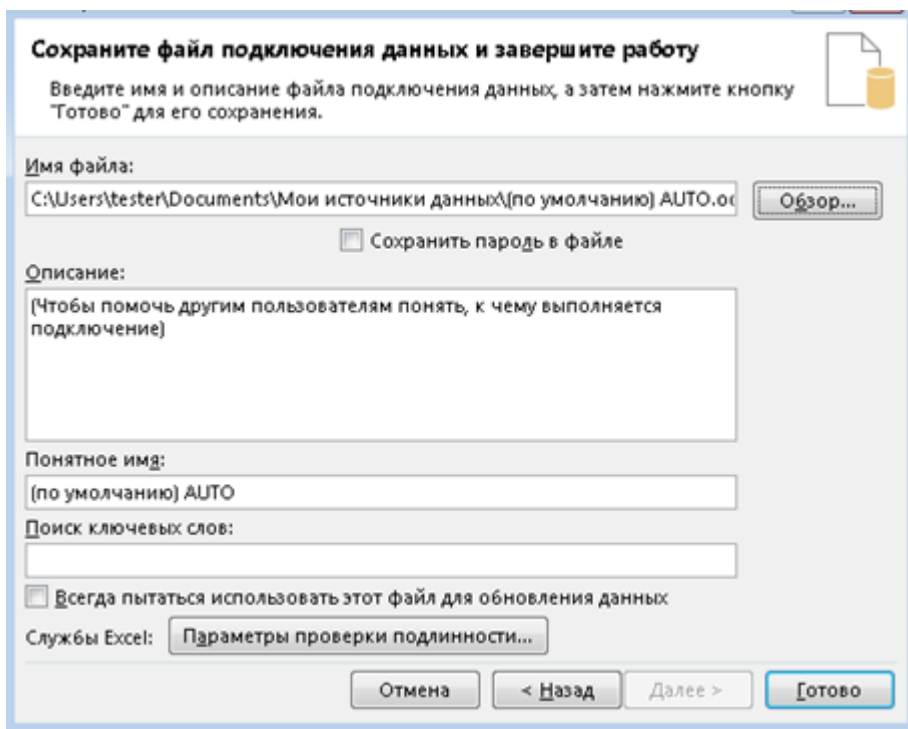 Сохраните файл подключения данных и завершите работу
Введите имя и описание файла подключения данных, а затем нажмите кнопку
"Готово" для его сохранения.
Имя файла:
C:\Users\tester\Documents\Мои источники данных\(по умолчанию) AUTO.oc
Обзор...
Сохранить пароль в файле
Описание:
(Чтобы помочь другим пользователям понять, к чему выполняется
подключение)
Понятное имя:
(по умолчанию) AUTO
Поиск ключевых слов:
Всегда пытаться использовать этот файл для обновления данных
Службы Excel: Параметры проверки подлинности...
Отмена < Назад Далее > Готово